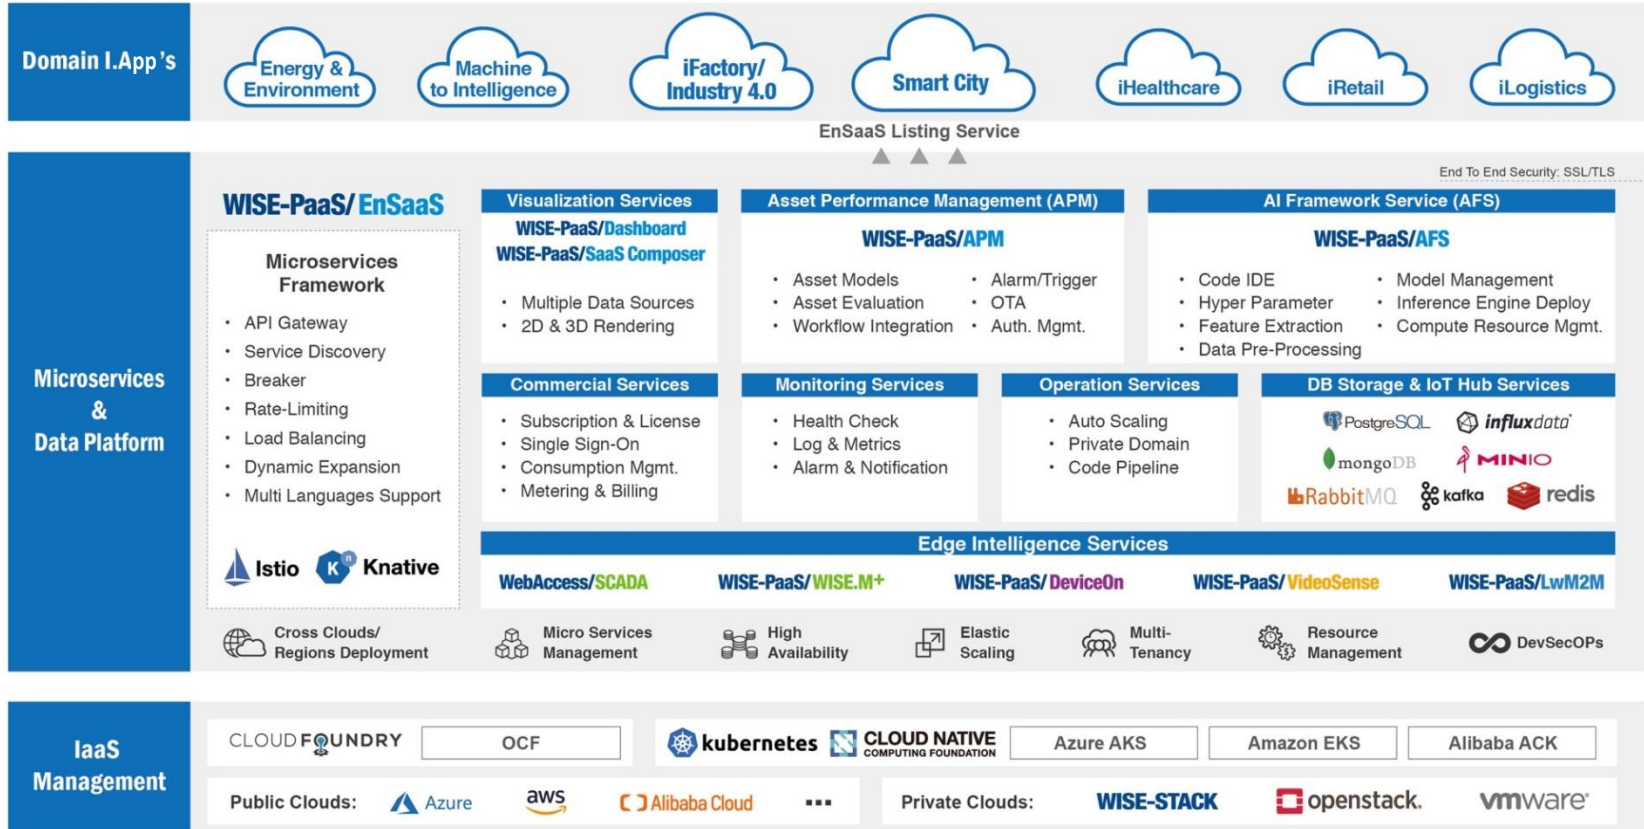 Domain I.App's
Energy &
Environment
Machine
to Intelligence
iFactory/
Industry 4.0
Smart City
iHealthcare
iRetail
iLogistics
EnSaaS Listing Service
End To End Security: SSL/TLS
Microservices
&
Data Platform
WISE-PaaS/EnSaaS
Microservices
Framework
• API Gateway
• Service Discovery
• Breaker
• Rate-Limiting
• Load Balancing
• Dynamic Expansion
• Multi Languages Support
Istio
Knative
Visualization Services
WISE-PaaS/Dashboard
WISE-PaaS/SaaS Composer
• Multiple Data Sources
• 2D & 3D Rendering
Asset Performance Management (APM)
WISE-PaaS/APM
• Asset Models
• Asset Evaluation
• Workflow Integration
• Alarm/Trigger
• OTA
• Auth. Mgmt.
AI Framework Service (AFS)
WISE-PaaS/AFS
• Code IDE
• Hyper Parameter
• Feature Extraction
• Data Pre-Processing
• Model Management
• Inference Engine Deploy
• Compute Resource Mgmt.
Commercial Services
• Subscription & License
• Single Sign-On
• Consumption Mgmt.
• Metering & Billing
Monitoring Services
• Health Check
• Log & Metrics
• Alarm & Notification
Operation Services
• Auto Scaling
• Private Domain
• Code Pipeline
DB Storage & IoT Hub Services
PostgreSQL
influxdata
mongoDB
MINIO
RabbitMQ
kafka
redis
Edge Intelligence Services
WebAccess/SCADA
WISE-PaaS/WISE.M+
WISE-PaaS/DeviceOn
WISE-PaaS/VideoSense
WISE-PaaS/LwM2M
Cross Clouds/
Regions Deployment
Micro Services
Management
High
Availability
Elastic
Scaling
Multi-
Tenancy
Resource
Management
DevSecOPs
IaaS
Management
CLOUD FOUNDRY
OCF
kubernetes
CLOUD NATIVE
COMPUTING FOUNDATION
Azure AKS
Amazon EKS
Alibaba ACK
Public Clouds:
Azure
aws
Alibaba Cloud
...
Private Clouds:
WISE-STACK
openstack.
vmware